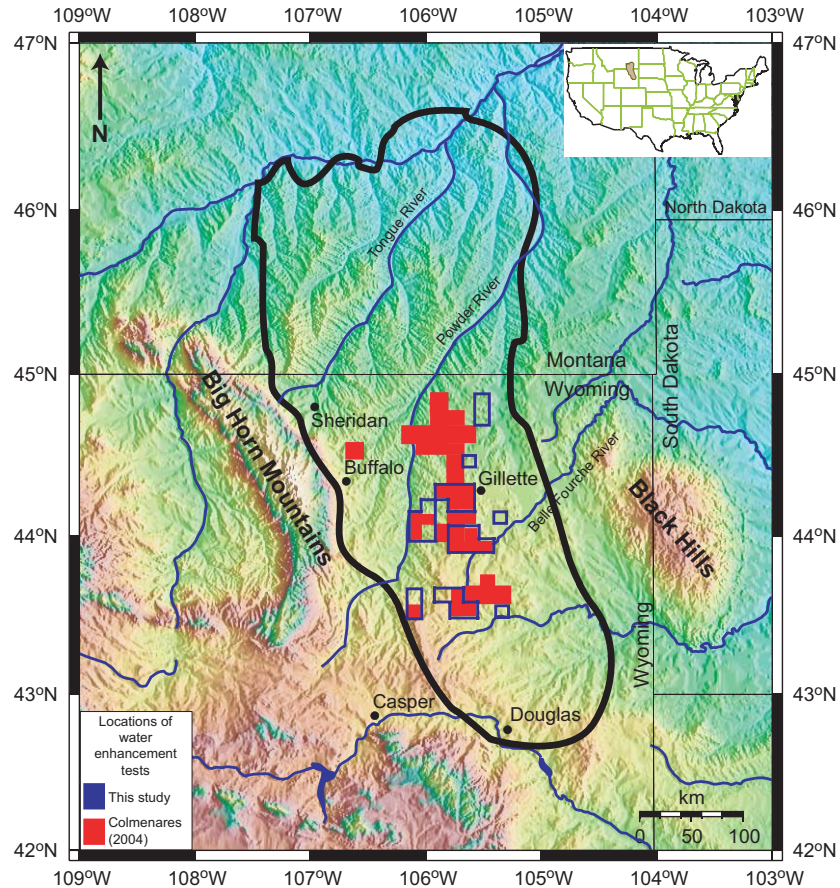 109°W 108°W 107°W 106°W 105°W 104°W 103°W
47°N 47°N
N
North Dakota
46°N 46°N
Tongue River
Powder River
45°N 45°N
Montana
Wyoming
South Dakota
Big Horn Mountains
Sheridan
Buffalo
Gillette
Belle Fourche River
Black Hills
44°N 44°N
Wyoming
43°N 43°N
Casper
Douglas
Locations of
water
enhancement
tests
This study
Colmenares
(2004)
km
0 50 100
42°N 42°N
109°W 108°W 107°W 106°W 105°W 104°W 103°W